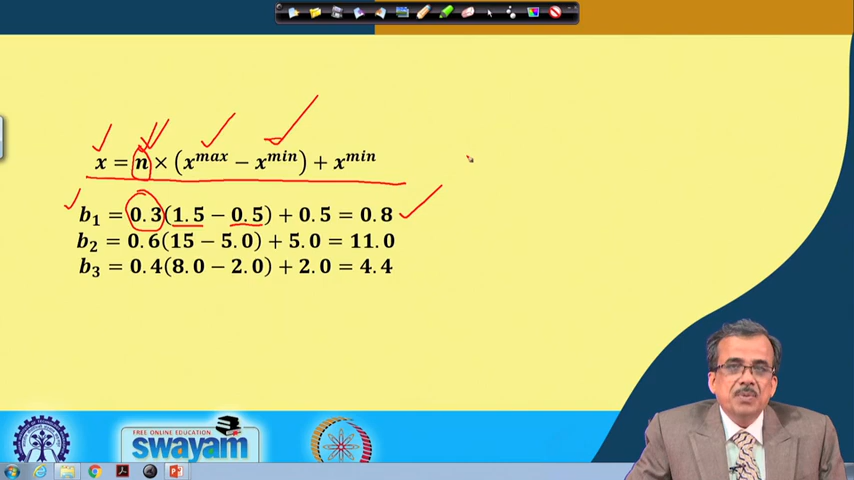 x = n × (x^max − x^min) + x^min
b₁ = 0.3(1.5 − 0.5) + 0.5 = 0.8
b₂ = 0.6(15 − 5.0) + 5.0 = 11.0
b₃ = 0.4(8.0 − 2.0) + 2.0 = 4.4
FREE ONLINE EDUCATION
swayam